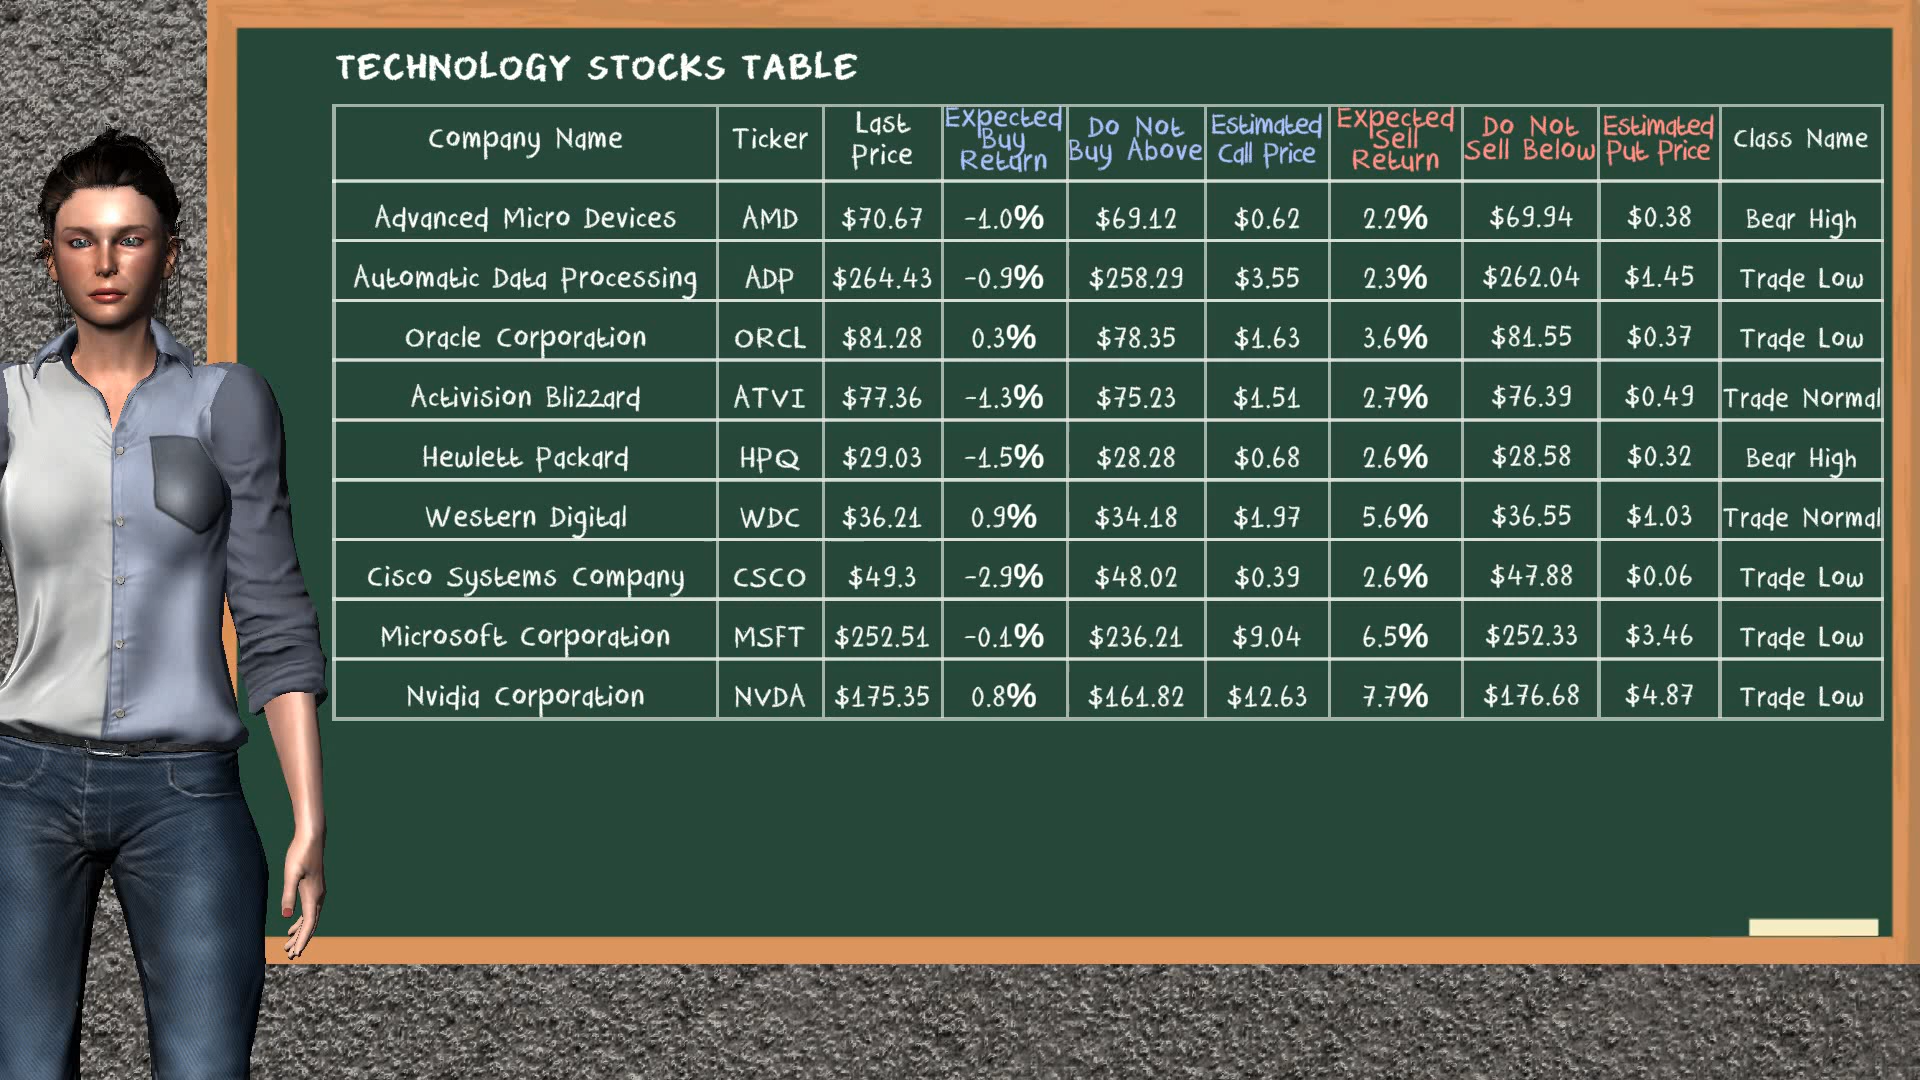 TECHNOLOGY STOCKS TABLE
Company Name Ticker Last Price Expected Buy Return Do Not Buy Above Estimated Call Price Expected Sell Return Do Not Sell Below Estimated Put Price Class Name
Advanced Micro Devices AMD $70.67 -1.0% $69.12 $0.62 2.2% $69.94 $0.38 Bear High
Automatic Data Processing ADP $264.43 -0.9% $258.29 $3.55 2.3% $262.04 $1.45 Trade Low
Oracle Corporation ORCL $81.28 0.3% $78.35 $1.63 3.6% $81.55 $0.37 Trade Low
Activision Blizzard ATVI $77.36 -1.3% $75.23 $1.51 2.7% $76.39 $0.49 Trade Normal
Hewlett Packard HPQ $29.03 -1.5% $28.28 $0.68 2.6% $28.58 $0.32 Bear High
Western Digital WDC $36.21 0.9% $34.18 $1.97 5.6% $36.55 $1.03 Trade Normal
Cisco Systems Company CSCO $49.3 -2.9% $48.02 $0.39 2.6% $47.88 $0.06 Trade Low
Microsoft Corporation MSFT $252.51 -0.1% $236.21 $9.04 6.5% $252.33 $3.46 Trade Low
Nvidia Corporation NVDA $175.35 0.8% $161.82 $12.63 7.7% $176.68 $4.87 Trade Low